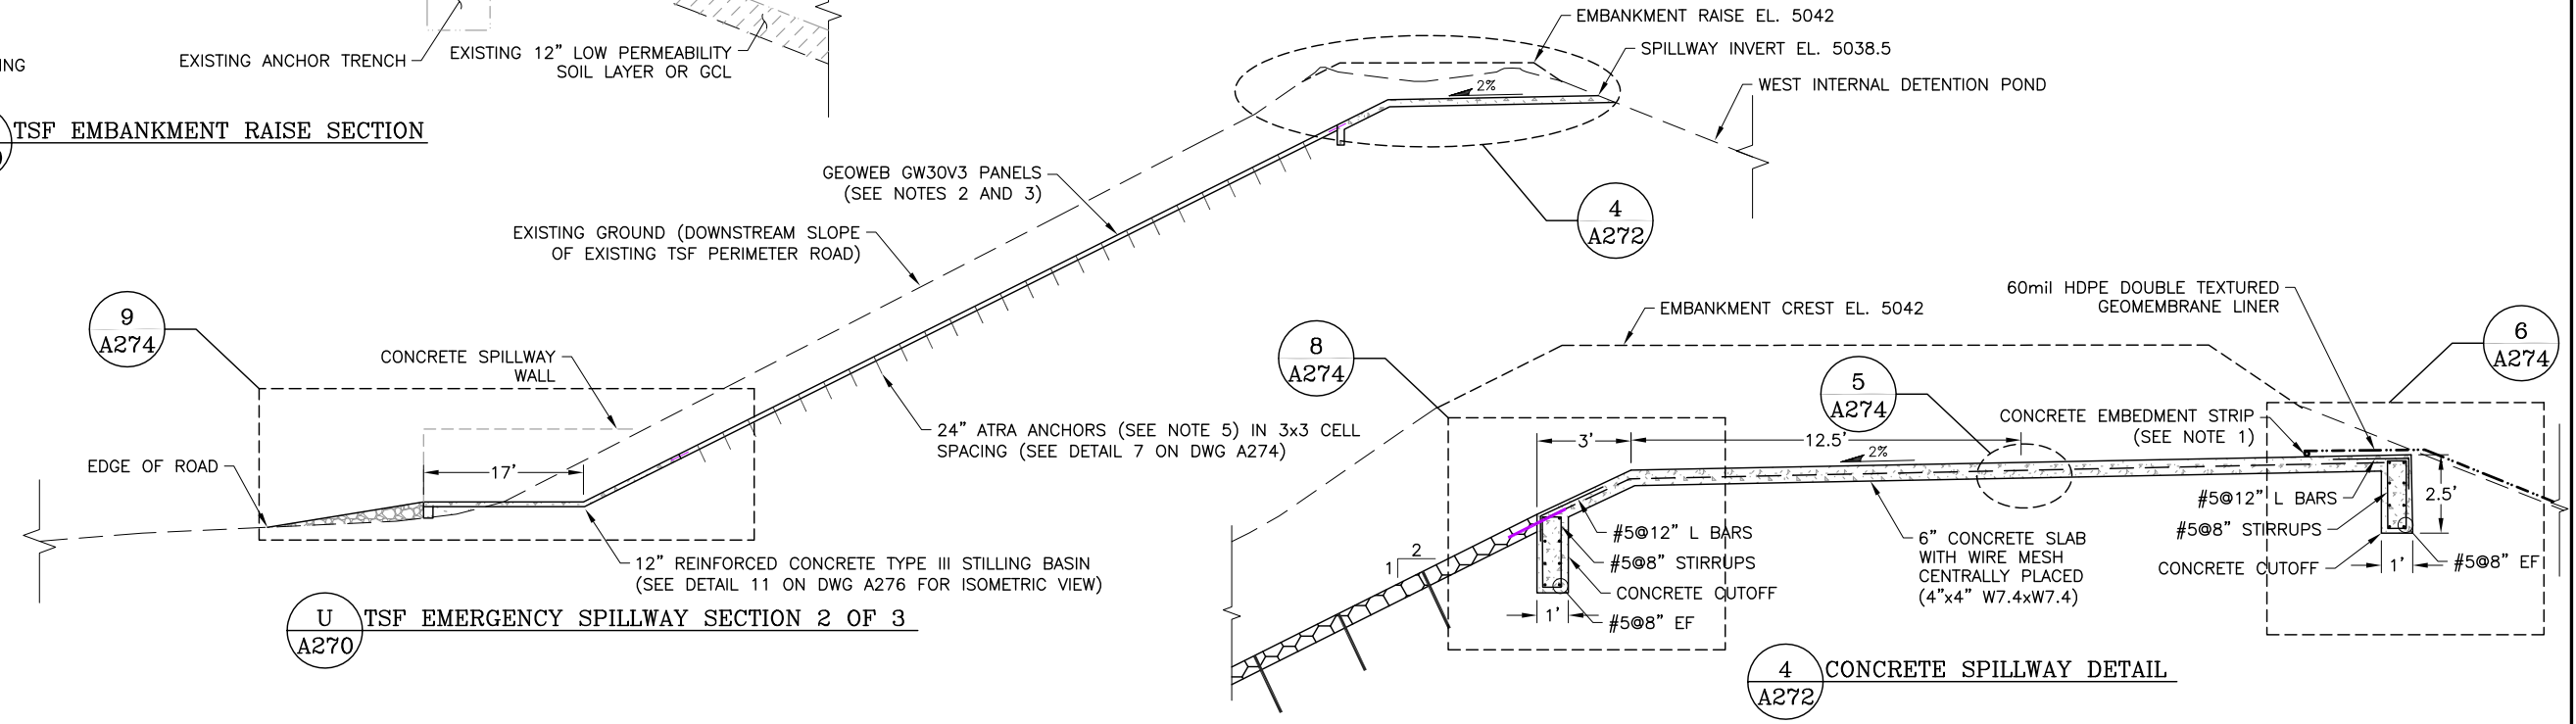 ING
EXISTING ANCHOR TRENCH
EXISTING 12” LOW PERMEABILITY
SOIL LAYER OR GCL
TSF EMBANKMENT RAISE SECTION
EMBANKMENT RAISE EL. 5042
SPILLWAY INVERT EL. 5038.5
WEST INTERNAL DETENTION POND
2%
4
A272
GEOWEB GW30V3 PANELS
(SEE NOTES 2 AND 3)
EXISTING GROUND (DOWNSTREAM SLOPE
OF EXISTING TSF PERIMETER ROAD)
9
A274
CONCRETE SPILLWAY
WALL
24” ATRA ANCHORS (SEE NOTE 5) IN 3x3 CELL
SPACING (SEE DETAIL 7 ON DWG A274)
EDGE OF ROAD
17'
12” REINFORCED CONCRETE TYPE III STILLING BASIN
(SEE DETAIL 11 ON DWG A276 FOR ISOMETRIC VIEW)
U
A270
TSF EMERGENCY SPILLWAY SECTION 2 OF 3
60mil HDPE DOUBLE TEXTURED
GEOMEMBRANE LINER
EMBANKMENT CREST EL. 5042
8
A274
5
A274
6
A274
CONCRETE EMBEDMENT STRIP
(SEE NOTE 1)
3'
12.5'
2%
#5@12” L BARS
2.5'
#5@8” STIRRUPS
CONCRETE CUTOFF
1'
#5@8” EF
2
1
#5@12” L BARS
#5@8” STIRRUPS
CONCRETE CUTOFF
1'
#5@8” EF
6” CONCRETE SLAB
WITH WIRE MESH
CENTRALLY PLACED
(4”x4” W7.4xW7.4)
4
A272
CONCRETE SPILLWAY DETAIL